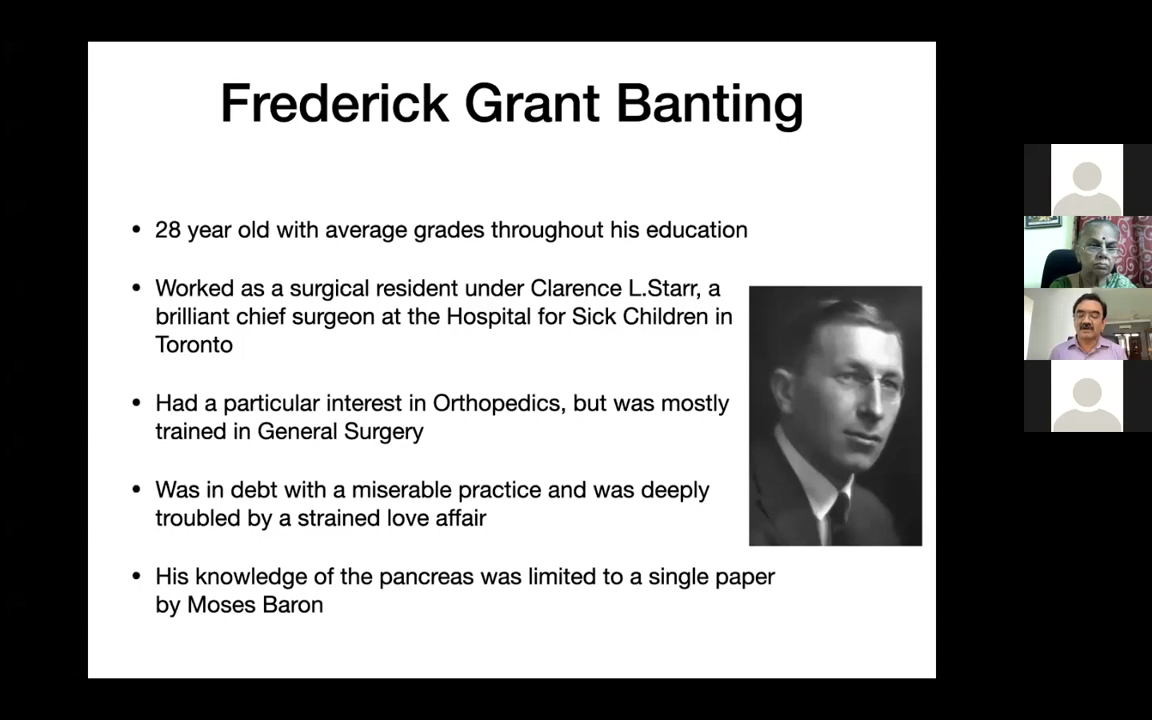 Frederick Grant Banting
• 28 year old with average grades throughout his education
• Worked as a surgical resident under Clarence L.Starr, a
brilliant chief surgeon at the Hospital for Sick Children in
Toronto
• Had a particular interest in Orthopedics, but was mostly
trained in General Surgery
• Was in debt with a miserable practice and was deeply
troubled by a strained love affair
• His knowledge of the pancreas was limited to a single paper
by Moses Baron